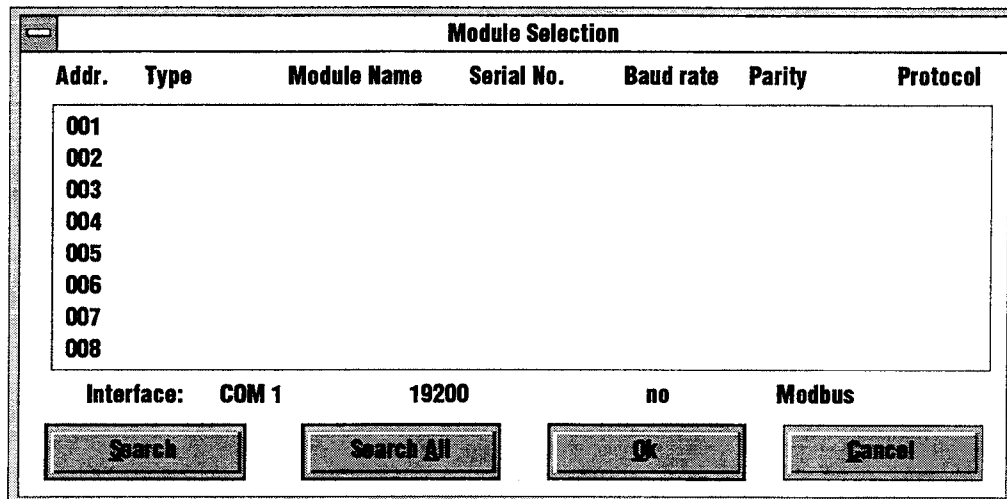 Module Selection
Addr. Type Module Name Serial No. Baud rate Parity Protocol
001
002
003
004
005
006
007
008
Interface: COM 1 19200 no Modbus
Search Search All Ok Cancel